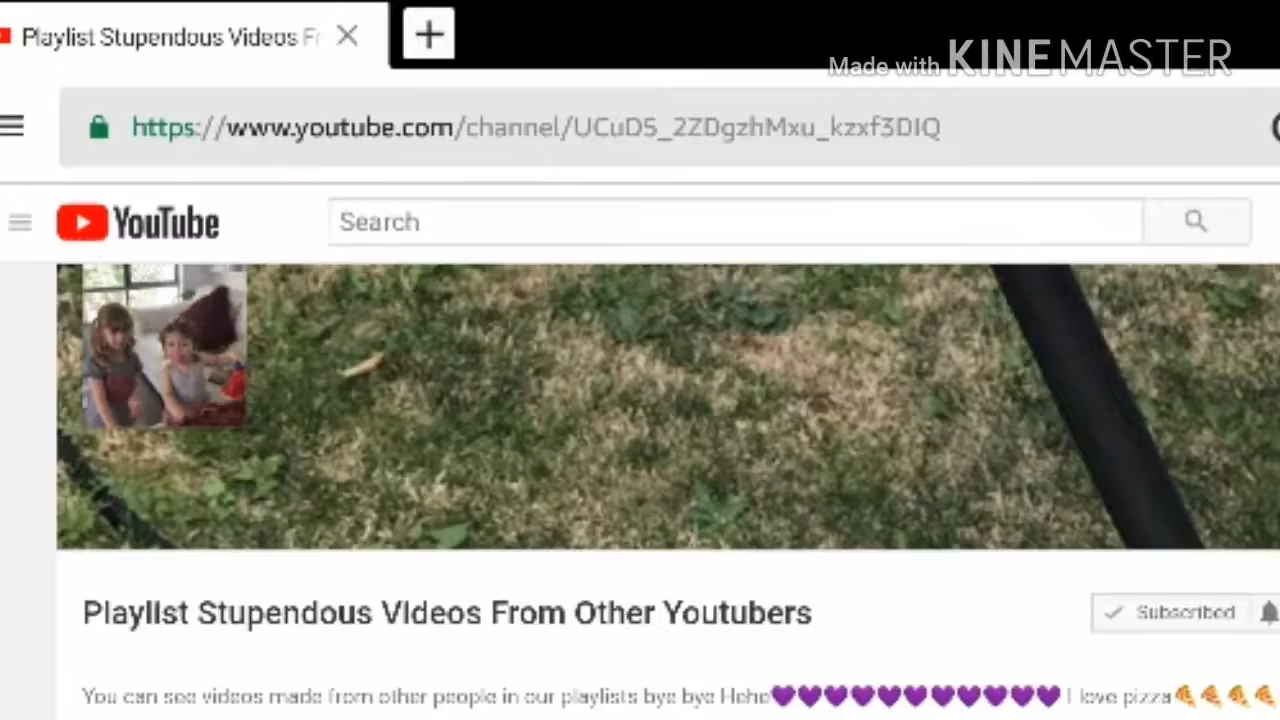 Playlist Stupendous Videos Fr
Made with KINEMASTER
https://www.youtube.com/channel/UCuD5_2ZDgzhMxu_kzxf3DIQ
YouTube
Search
Playlist Stupendous Videos From Other Youtubers
Subscribed
You can see videos made from other people in our playlists bye bye Hehe💜💜💜💜💜💜💜💜💜💜💜 I love pizza🍕🍕🍕🍕